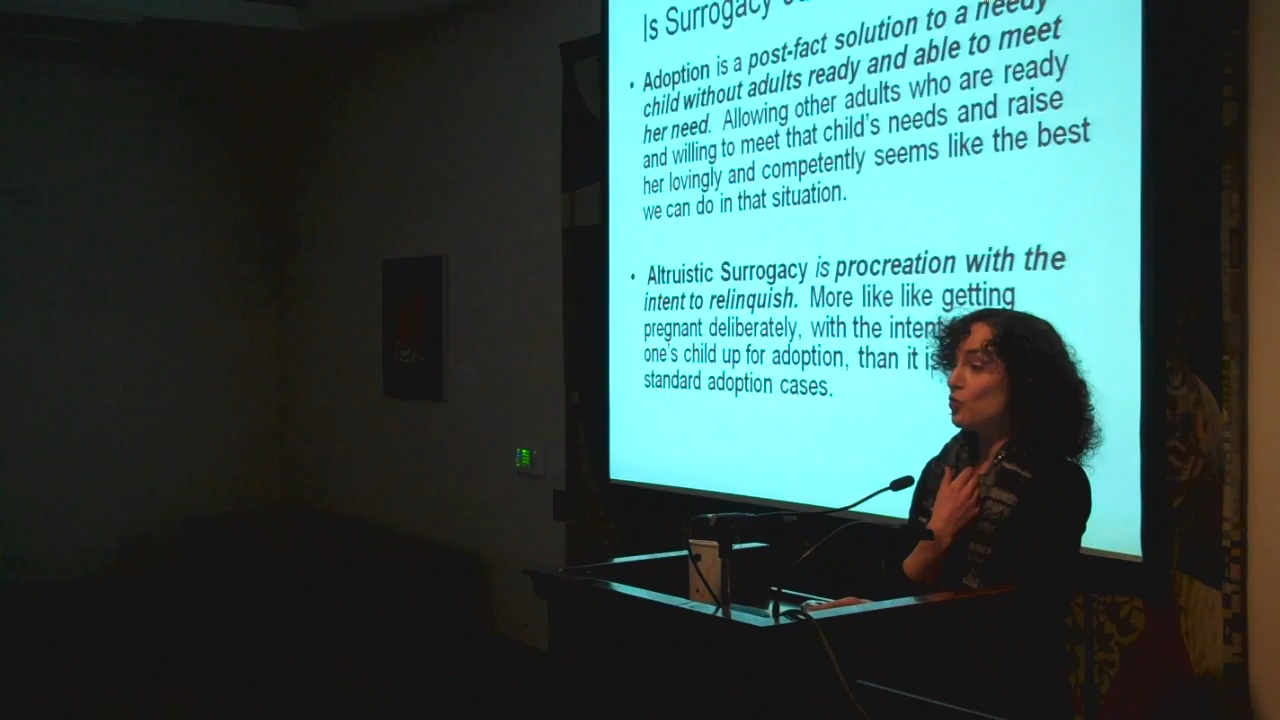 Is Surrogacy
• Adoption is a post-fact solution to a needy
child without adults ready and able to meet
her need. Allowing other adults who are ready
and willing to meet that child's needs and raise
her lovingly and competently seems like the best
we can do in that situation.
• Altruistic Surrogacy is procreation with the
intent to relinquish. More like like getting
pregnant deliberately, with the intent
one's child up for adoption, than it is
standard adoption cases.